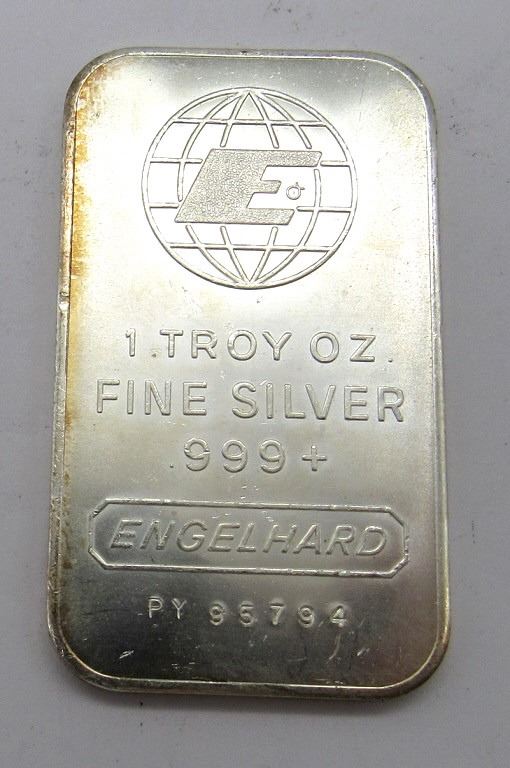 E
1 TROY OZ.
FINE SILVER
.999+
ENGELHARD
PY 95794